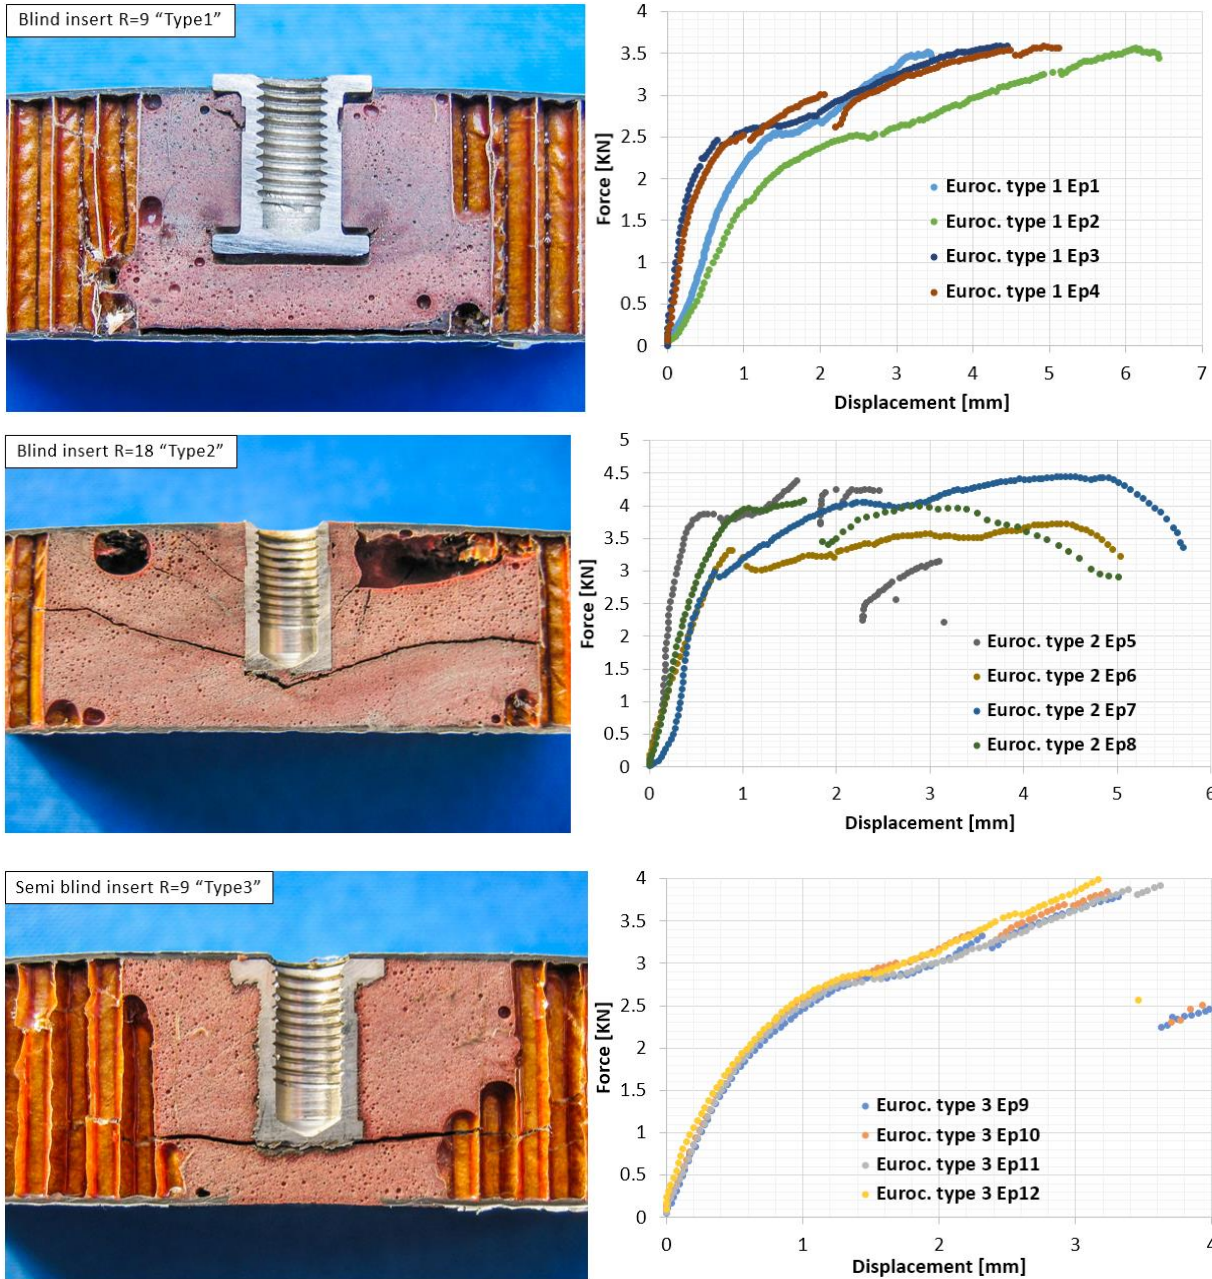 Blind insert R=9 “Type1”
4
3.5
3
2.5
2
1.5
1
0.5
0
Force [KN]
Euroc. type 1 Ep1
Euroc. type 1 Ep2
Euroc. type 1 Ep3
Euroc. type 1 Ep4
0 1 2 3 4 5 6 7
Displacement [mm]
Blind insert R=18 “Type2”
5
4.5
4
3.5
3
2.5
2
1.5
1
0.5
0
Force [KN]
Euroc. type 2 Ep5
Euroc. type 2 Ep6
Euroc. type 2 Ep7
Euroc. type 2 Ep8
0 1 2 3 4 5 6
Displacement [mm]
Semi blind insert R=9 “Type3”
4
3.5
3
2.5
2
1.5
1
0.5
0
Force [KN]
Euroc. type 3 Ep9
Euroc. type 3 Ep10
Euroc. type 3 Ep11
Euroc. type 3 Ep12
0 1 2 3 4
Displacement [mm]